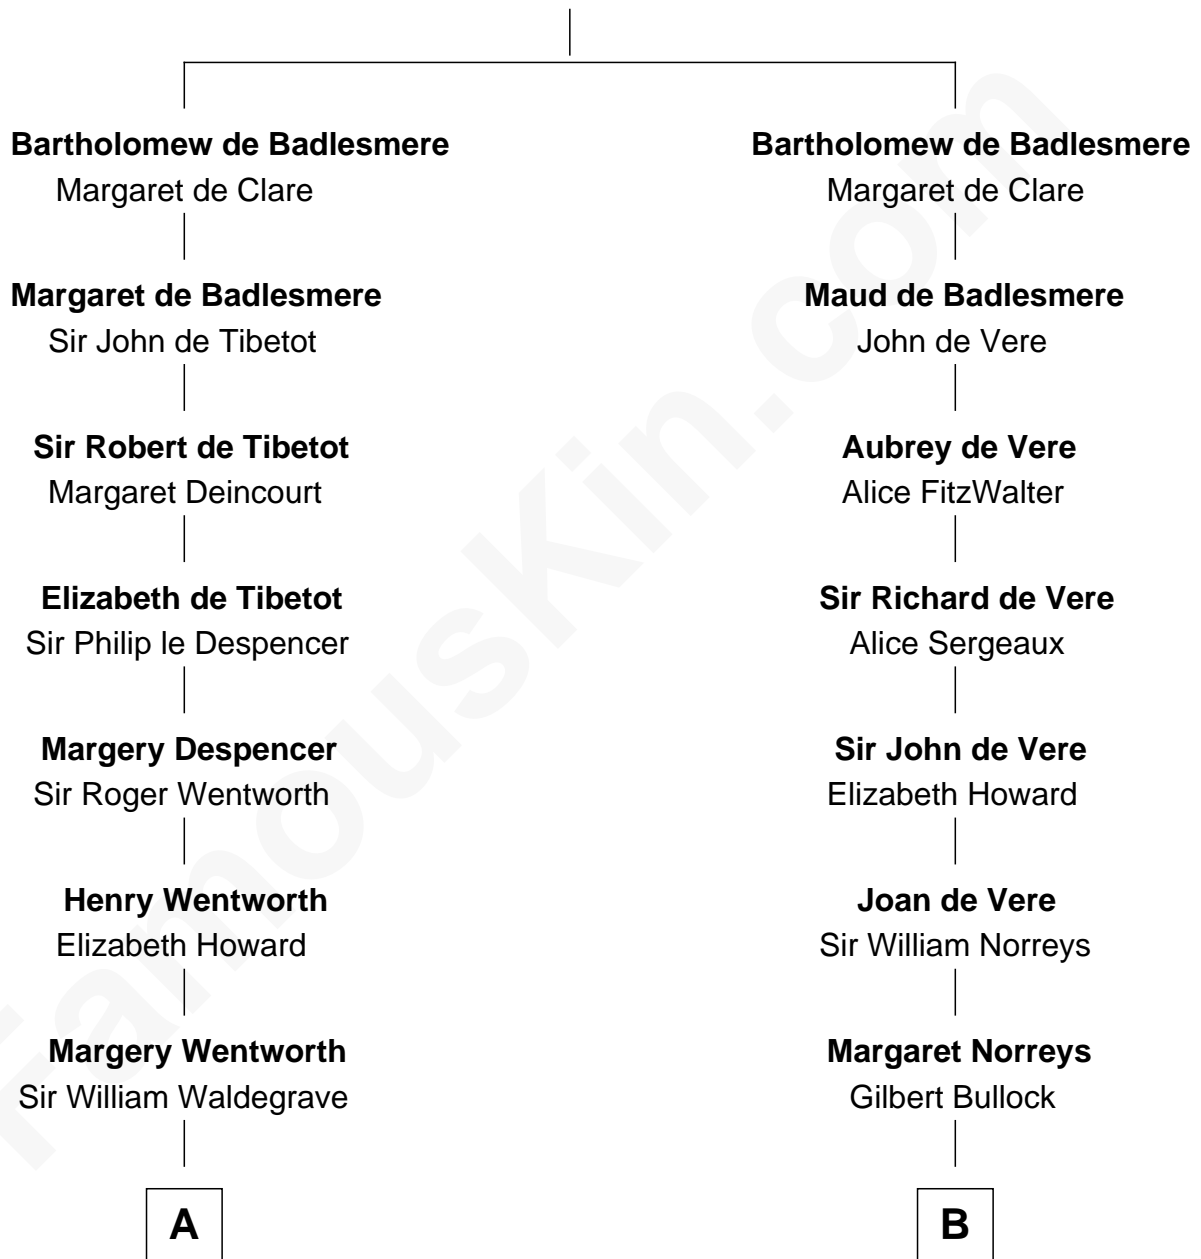 Bartholomew de Badlesmere
Margaret de Clare
Margaret de Badlesmere
Sir John de Tibetot
Sir Robert de Tibetot
Margaret Deincourt
Elizabeth de Tibetot
Sir Philip le Despencer
Margery Despencer
Sir Roger Wentworth
Henry Wentworth
Elizabeth Howard
Margery Wentworth
Sir William Waldegrave
A
Bartholomew de Badlesmere
Margaret de Clare
Maud de Badlesmere
John de Vere
Aubrey de Vere
Alice FitzWalter
Sir Richard de Vere
Alice Sergeaux
Sir John de Vere
Elizabeth Howard
Joan de Vere
Sir William Norreys
Margaret Norreys
Gilbert Bullock
B
FamousKin.com